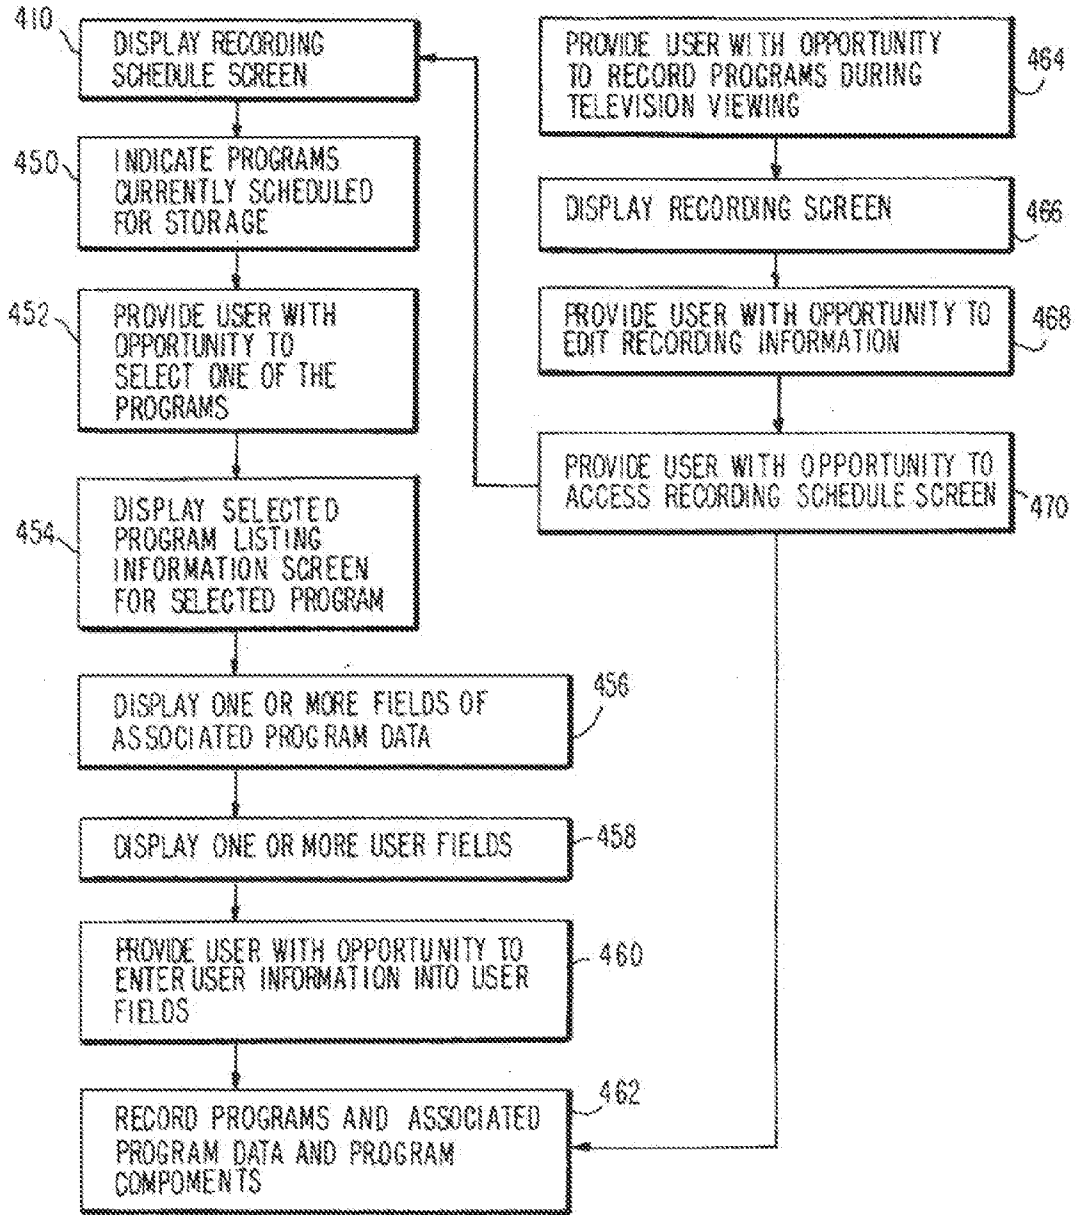 410
DISPLAY RECORDING
SCHEDULE SCREEN
450
INDICATE PROGRAMS
CURRENTLY SCHEDULED
FOR STORAGE
452
PROVIDE USER WITH
OPPORTUNITY TO
SELECT ONE OF THE
PROGRAMS
454
DISPLAY SELECTED
PROGRAM LISTING
INFORMATION SCREEN
FOR SELECTED PROGRAM
DISPLAY ONE OR MORE FIELDS OF
ASSOCIATED PROGRAM DATA
456
DISPLAY ONE OR MORE USER FIELDS
458
PROVIDE USER WITH OPPORTUNITY TO
ENTER USER INFORMATION INTO USER
FIELDS
460
RECORD PROGRAMS AND ASSOCIATED
PROGRAM DATA AND PROGRAM
COMPOMENTS
462
PROVIDE USER WITH OPPORTUNITY
TO RECORD PROGRAMS DURING
TELEVISION VIEWING
464
DISPLAY RECORDING SCREEN
466
PROVIDE USER WITH OPPORTUNITY TO
EDIT RECORDING INFORMATION
468
PROVIDE USER WITH OPPORTUNITY TO
ACCESS RECORDING SCHEDULE SCREEN
470